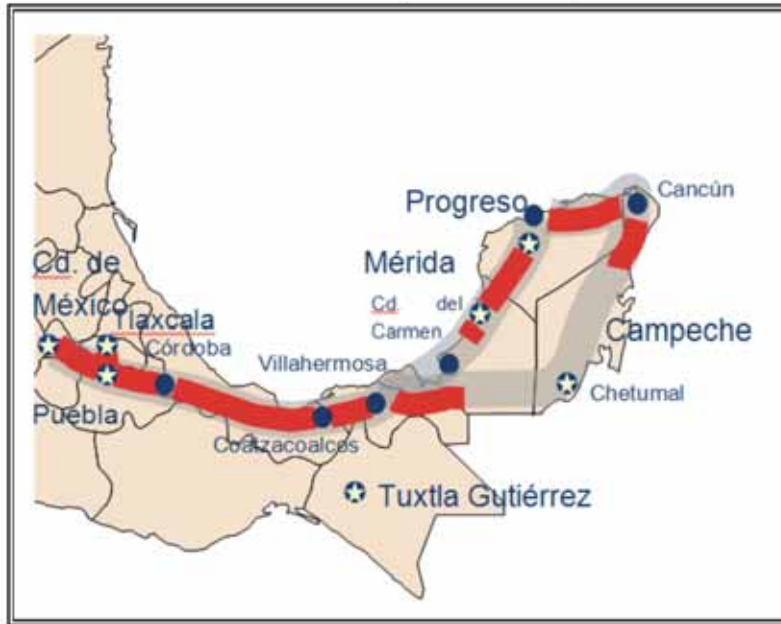 Cancún
Progreso
Mérida
Cd. de
México
Cd. del
Carmen
Tlaxcala
Córdoba
Campeche
Villahermosa
Chetumal
Puebla
Coatzacoalcos
Tuxtla Gutiérrez